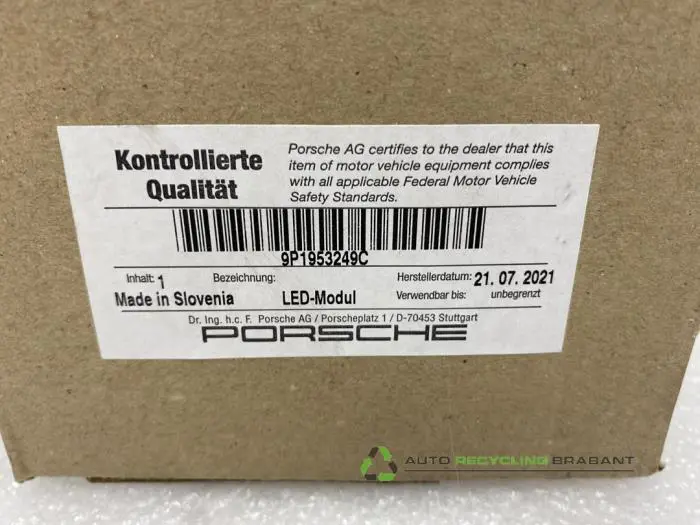 Kontrollierte
Qualität
Porsche AG certifies to the dealer that this
item of motor vehicle equipment complies
with all applicable Federal Motor Vehicle
Safety Standards.
9P1953249C
Inhalt: 1 Bezeichnung: Herstellerdatum: 21. 07. 2021
Made in Slovenia LED-Modul Verwendbar bis: unbegrenzt
Dr. Ing. h.c. F. Porsche AG / Porscheplatz 1 / D-70453 Stuttgart
PORSCHE
AUTO RECYCLING BRABANT